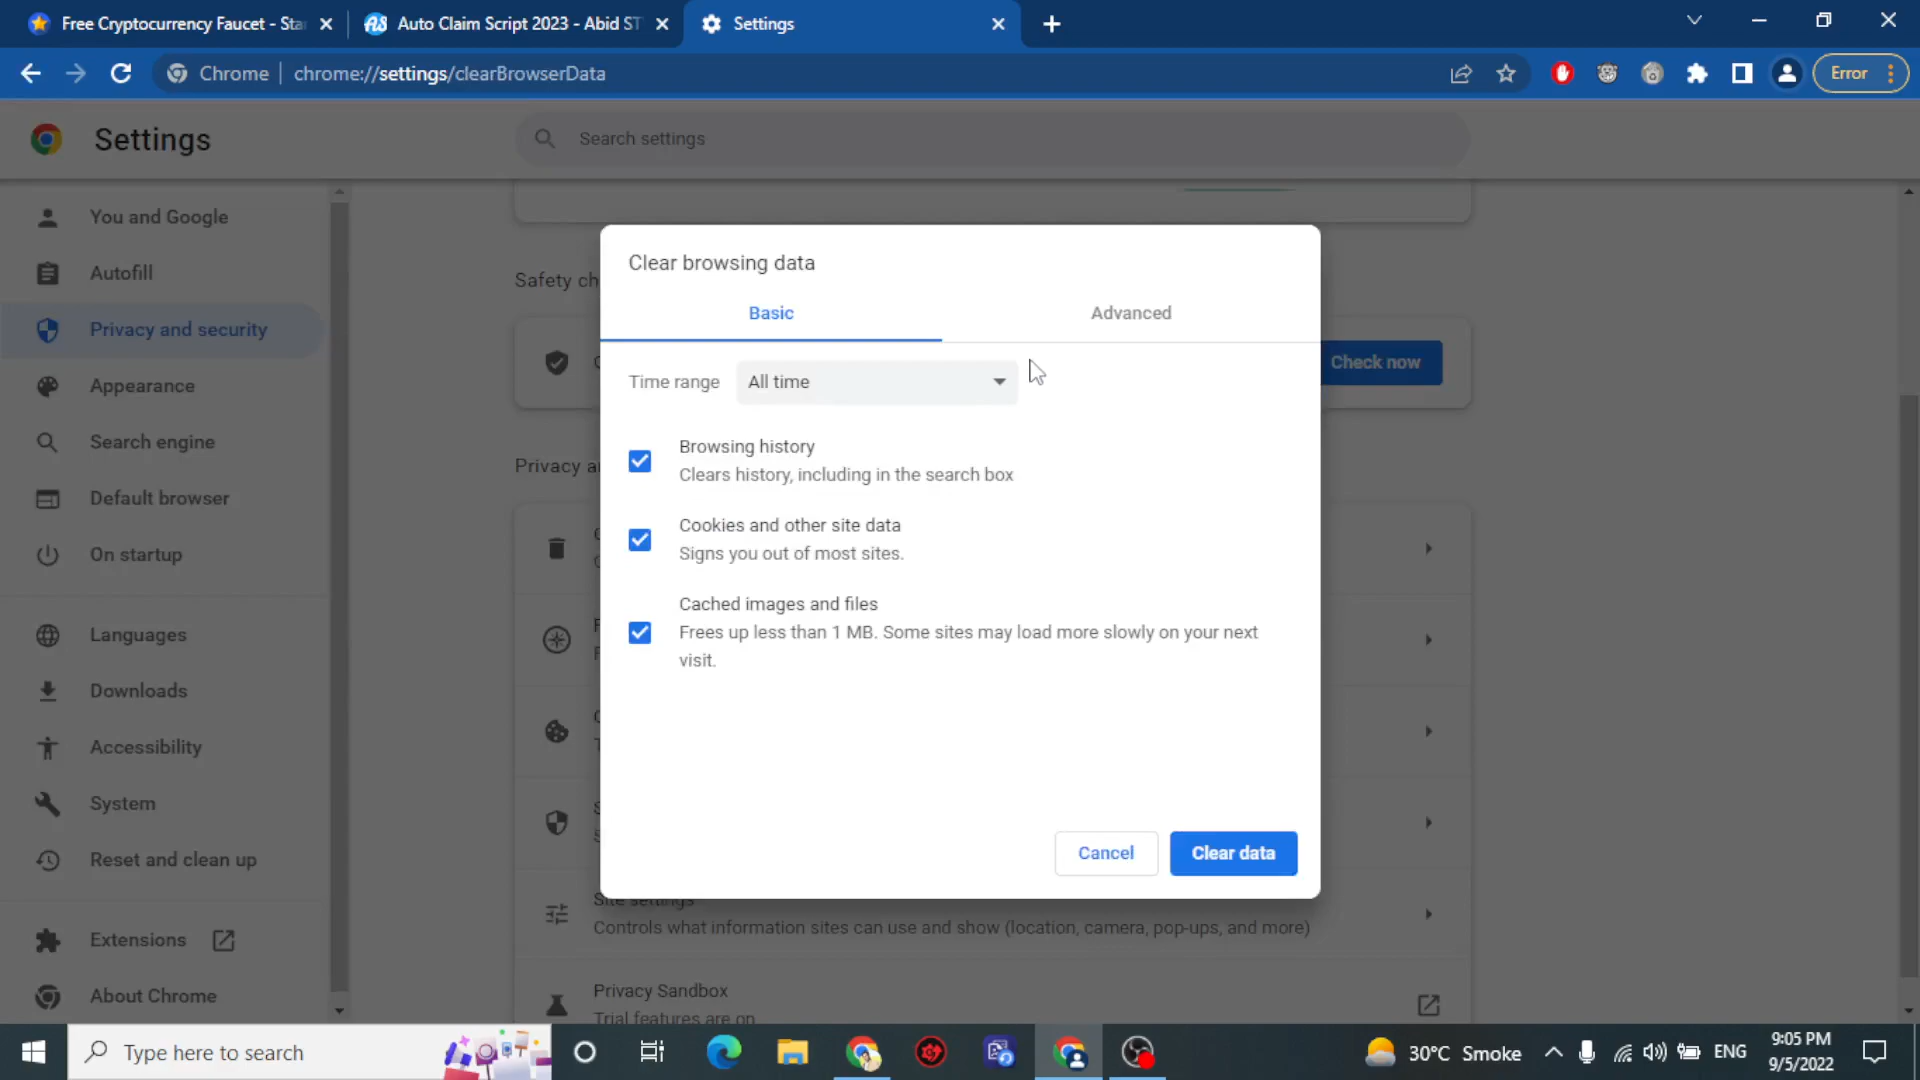 Free Cryptocurrency Faucet - Sta
Auto Claim Script 2023 - Abid ST
Settings
Chrome
chrome://settings/clearBrowserData
Error
Settings
Search settings
You and Google
Autofill
Privacy and security
Appearance
Search engine
Default browser
On startup
Languages
Downloads
Accessibility
System
Reset and clean up
Extensions
About Chrome
Safety ch
Check now
Privacy a
Clear browsing data
Basic
Advanced
Time range
All time
Browsing history
Clears history, including in the search box
Cookies and other site data
Signs you out of most sites.
Cached images and files
Frees up less than 1 MB. Some sites may load more slowly on your next
visit.
Cancel
Clear data
Site settings
Controls what information sites can use and show (location, camera, pop-ups, and more)
Privacy Sandbox
Trial features are on
Type here to search
30°C Smoke
ENG
9:05 PM
9/5/2022